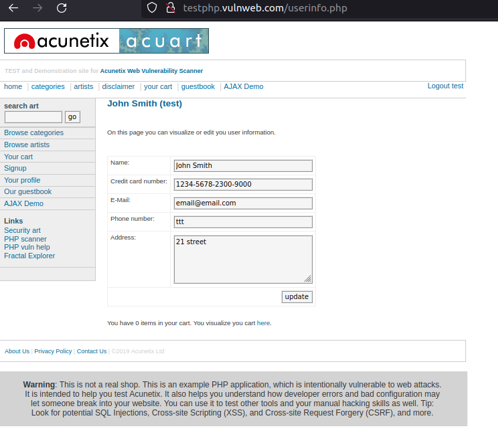 testphp.vulnweb.com/userinfo.php
acunetix acuart
TEST and Demonstration site for Acunetix Web Vulnerability Scanner
home | categories | artists | disclaimer | your cart | guestbook | AJAX Demo
Logout test
search art
go
Browse categories
Browse artists
Your cart
Signup
Your profile
Our guestbook
AJAX Demo
Links
Security art
PHP scanner
PHP vuln help
Fractal Explorer
John Smith (test)
On this page you can visualize or edit you user information.
Name: John Smith
Credit card number: 1234-5678-2300-9000
E-Mail: email@email.com
Phone number: ttt
Address: 21 street
update
You have 0 items in your cart. You visualize you cart here.
About Us | Privacy Policy | Contact Us | ©2019 Acunetix Ltd
Warning: This is not a real shop. This is an example PHP application, which is intentionally vulnerable to web attacks.
It is intended to help you test Acunetix. It also helps you understand how developer errors and bad configuration may
let someone break into your website. You can use it to test other tools and your manual hacking skills as well. Tip:
Look for potential SQL Injections, Cross-site Scripting (XSS), and Cross-site Request Forgery (CSRF), and more.